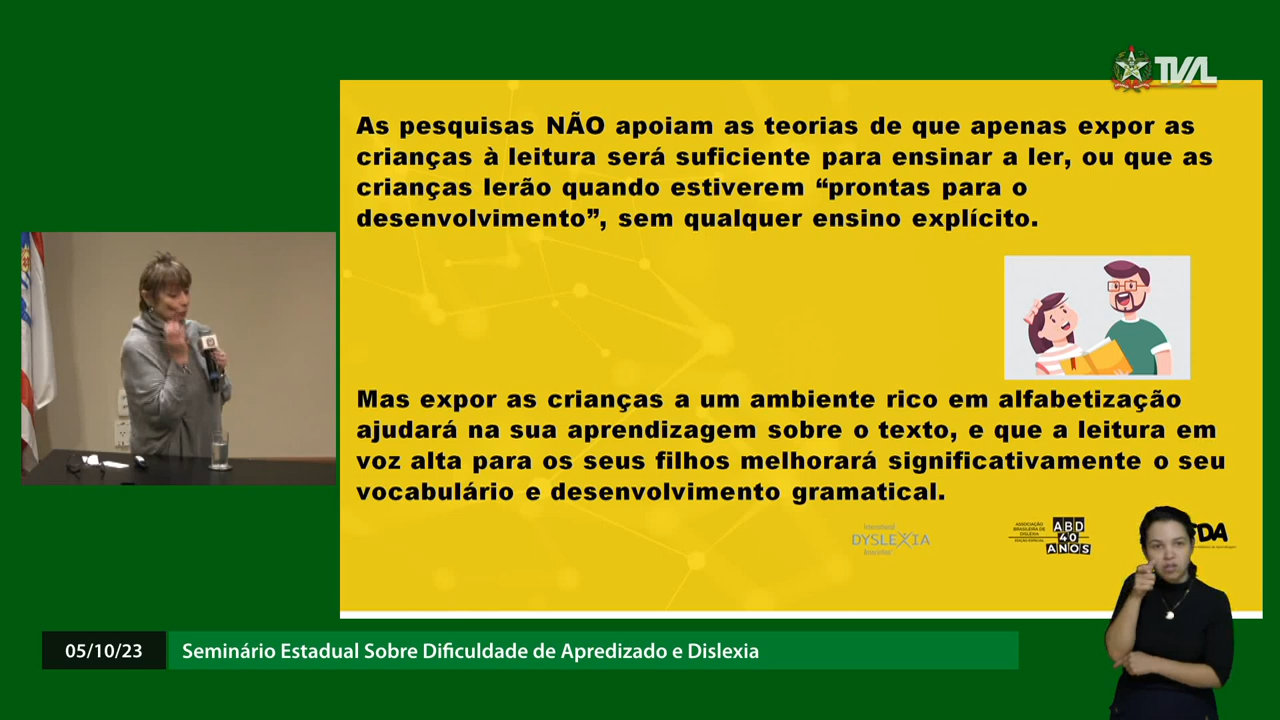 TVAL
As pesquisas NÃO apoiam as teorias de que apenas expor as
crianças à leitura será suficiente para ensinar a ler, ou que as
crianças lerão quando estiverem “prontas para o
desenvolvimento”, sem qualquer ensino explícito.
Mas expor as crianças a um ambiente rico em alfabetização
ajudará na sua aprendizagem sobre o texto, e que a leitura em
voz alta para os seus filhos melhorará significativamente o seu
vocabulário e desenvolvimento gramatical.
International
DYSLEXIA
Association
ASSOCIAÇÃO
BRASILEIRA DE
DISLEXIA
EDIÇÃO ESPECIAL
ABD
40
ANOS
05/10/23
Seminário Estadual Sobre Dificuldade de Apredizado e Dislexia